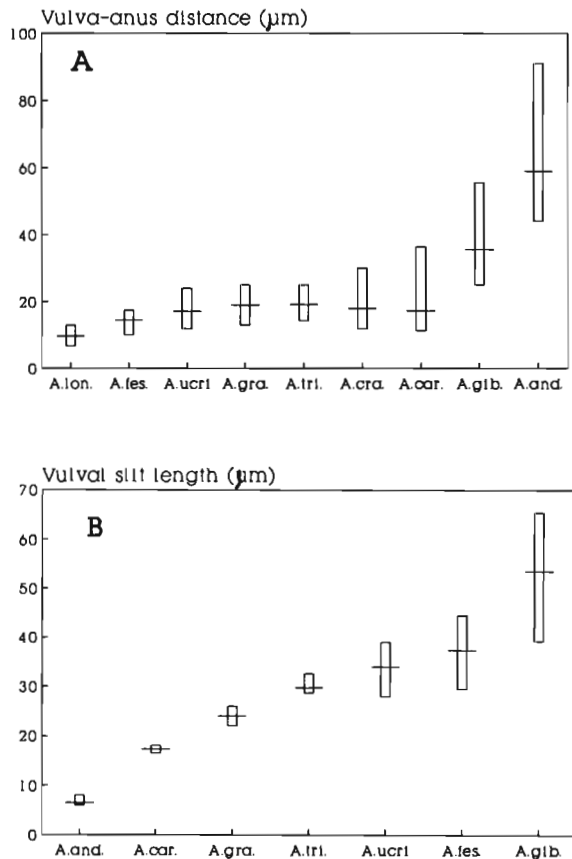 Vulva-anus distance (µm)
A
100
80
60
40
20
0
A.lon. A.fes. A.ucri A.gra. A.tri. A.cra. A.car. A.gib. A.and.
Vulval slit length (µm)
B
70
60
50
40
30
20
10
0
A.and. A.car. A.gra. A.tri. A.ucri A.fes. A.gib.